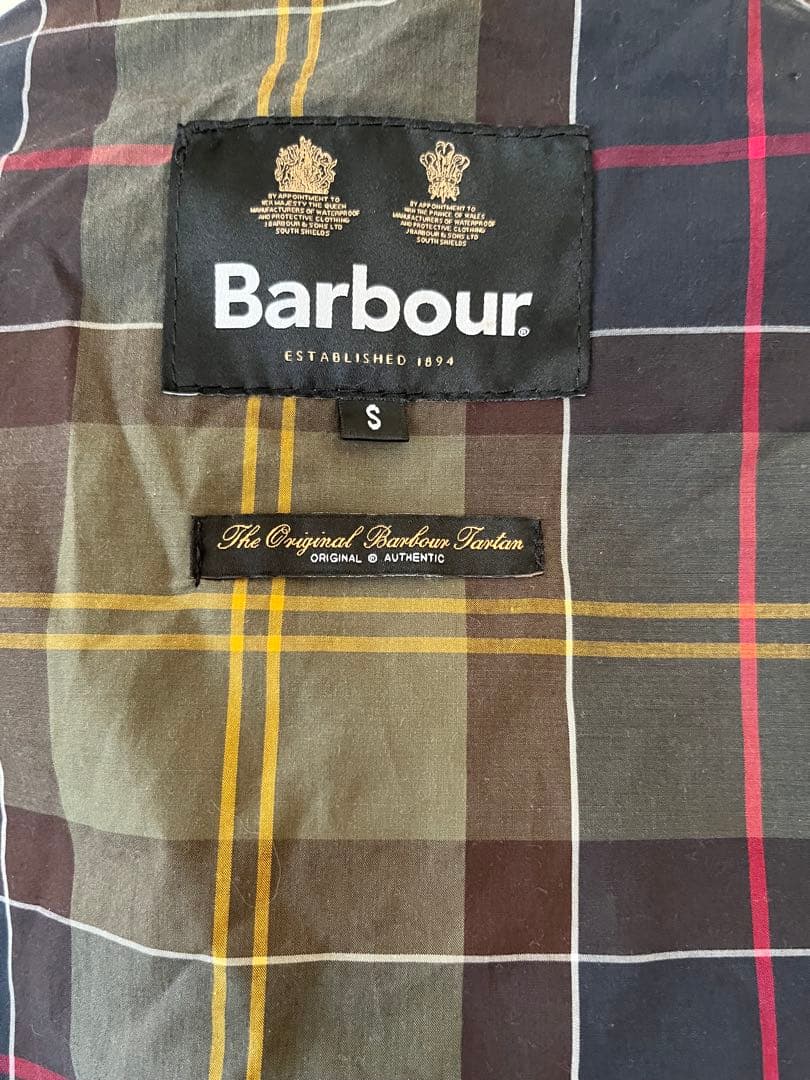 BY APPOINTMENT TO
HER MAJESTY THE QUEEN
MANUFACTURERS OF WATERPROOF
AND PROTECTIVE CLOTHING
J BARBOUR & SONS LTD
SOUTH SHIELDS
BY APPOINTMENT TO
HRH THE PRINCE OF WALES
MANUFACTURERS OF WATERPROOF
AND PROTECTIVE CLOTHING
J BARBOUR & SONS LTD
SOUTH SHIELDS
Barbour®
ESTABLISHED 1894
S
The Original Barbour Tartan
ORIGINAL ® AUTHENTIC